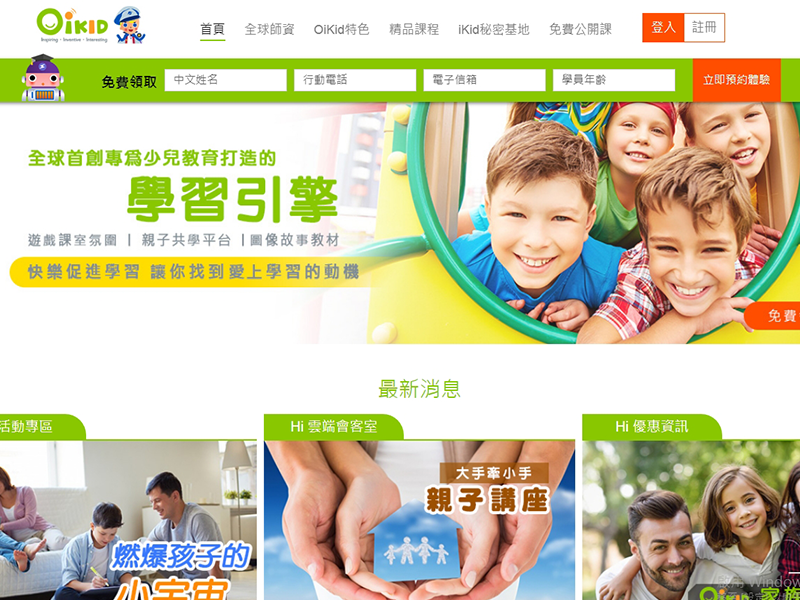 OiKID
Inspiring · Inventive · Interesting
首頁
全球師資
OiKid特色
精品課程
iKid秘密基地
免費公開課
登入
註冊
免費領取
中文姓名
行動電話
電子信箱
學員年齡
立即預約體驗
全球首創專爲少兒教育打造的
學習引擎
遊戲課室氛圍 | 親子共學平台 | 圖像故事教材
快樂促進學習 讓你找到愛上學習的動機
免費
最新消息
活動專區
Hi 雲端會客室
Hi 優惠資訊
燃爆孩子的
小宇宙
大手牽小手
親子講座
Windows
家族